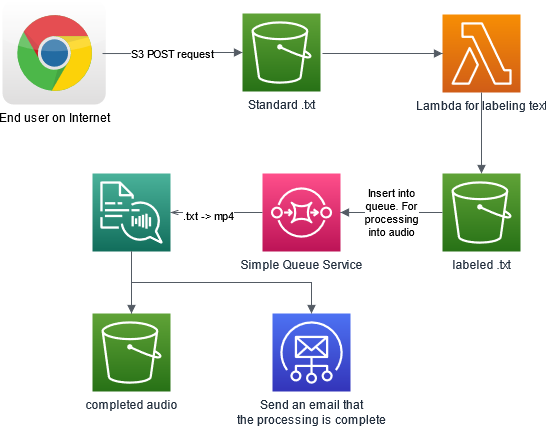 S3 POST request
End user on Internet
Standard .txt
Lambda for labeling text
Insert into
queue. For
processing
into audio
.txt -> mp4
Simple Queue Service
labeled .txt
completed audio
Send an email that
the processing is complete